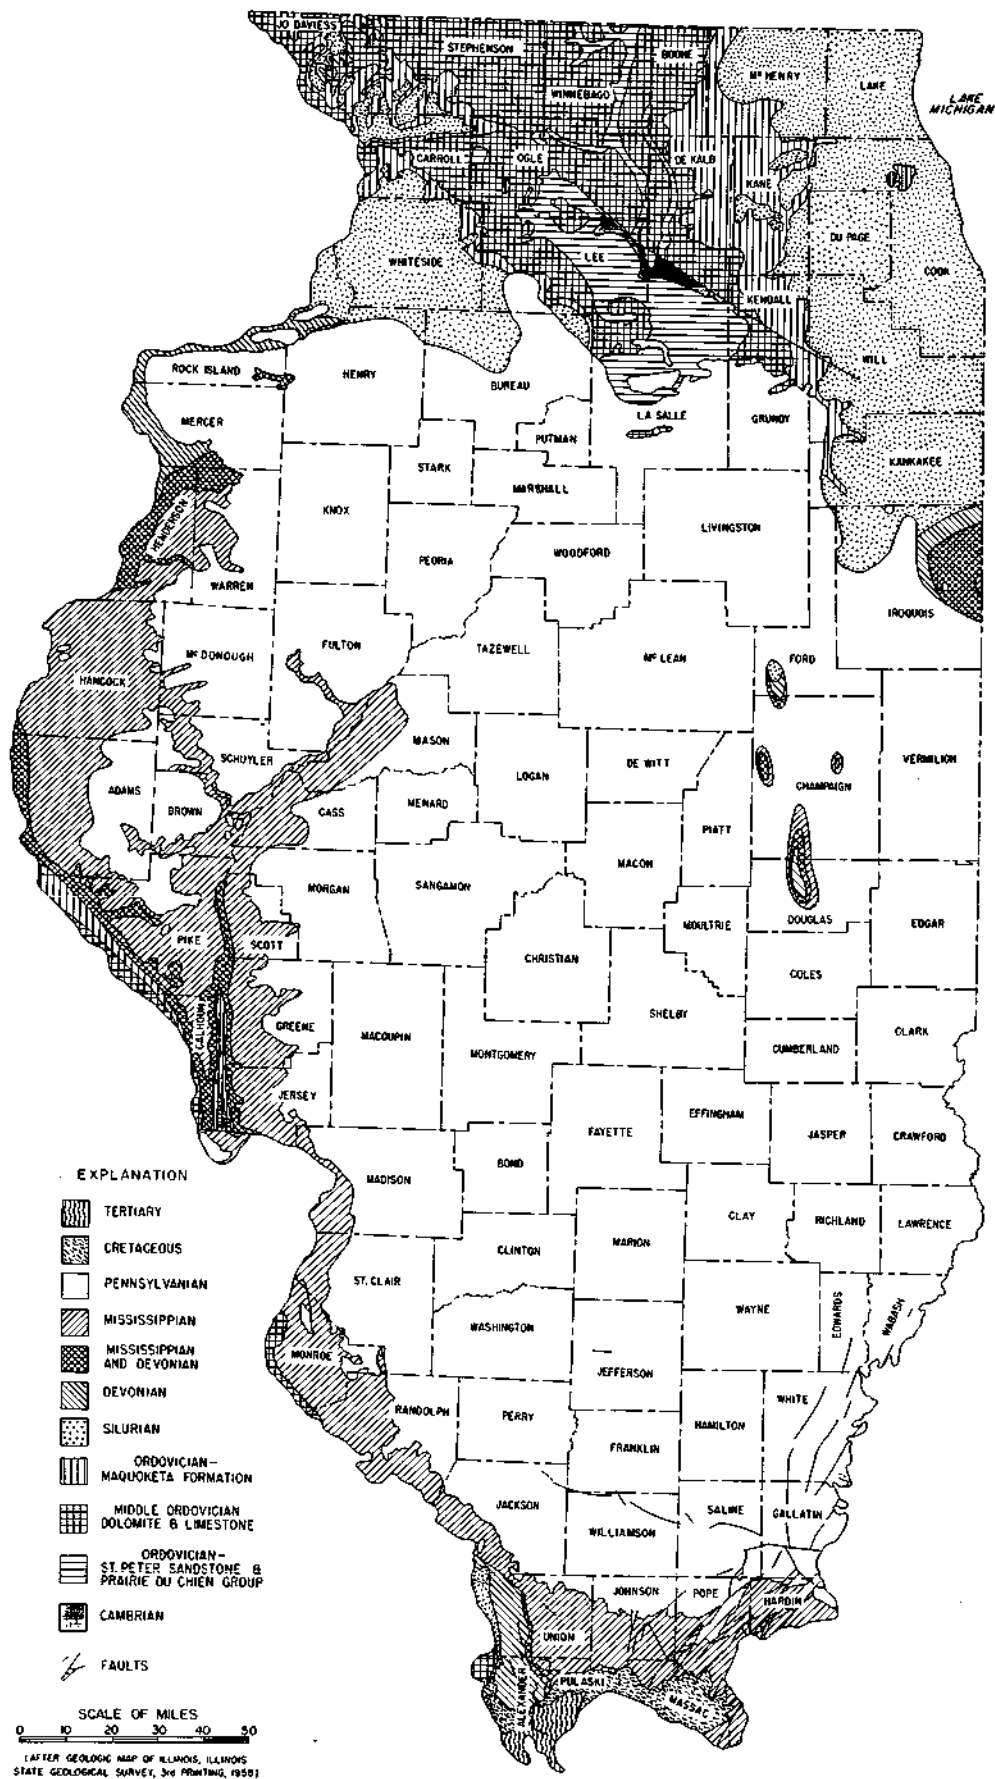 JO DAVIESS
STEPHENSON
BOONE
WINNEBAGO
McHENRY
LAKE
LAKE
MICHIGAN
CARROLL
OGLE
DE KALB
KANE
DU PAGE
COOK
WHITESIDE
LEE
KENDALL
WILL
ROCK ISLAND
HENRY
BUREAU
LA SALLE
GRUNDY
MERCER
PUTMAN
KANKAKEE
STARK
MARSHALL
KNOX
LIVINGSTON
HENDERSON
PEORIA
WOODFORD
WARREN
IROQUOIS
McDONOUGH
FULTON
TAZEWELL
McLEAN
FORD
HANCOCK
SCHUYLER
MASON
LOGAN
DE WITT
VERMILION
CHAMPAIGN
ADAMS
BROWN
CASS
MENARD
PIATT
MORGAN
SANGAMON
MACON
PIKE
SCOTT
CHRISTIAN
MOULTRIE
DOUGLAS
EDGAR
COLES
CALHOUN
GREENE
MACOUPIN
SHELBY
CLARK
MONTGOMERY
CUMBERLAND
JERSEY
FAYETTE
EFFINGHAM
JASPER
CRAWFORD
MADISON
BOND
CLAY
RICHLAND
LAWRENCE
CLINTON
MARION
ST. CLAIR
WAYNE
EDWARDS
WABASH
WASHINGTON
MONROE
JEFFERSON
WHITE
RANDOLPH
PERRY
HAMILTON
FRANKLIN
JACKSON
SALINE
GALLATIN
WILLIAMSON
JOHNSON
POPE
HARDIN
UNION
PULASKI
ALEXANDER
MASSAC
EXPLANATION
TERTIARY
CRETACEOUS
PENNSYLVANIAN
MISSISSIPPIAN
MISSISSIPPIAN
AND DEVONIAN
DEVONIAN
SILURIAN
ORDOVICIAN—
MAQUOKETA FORMATION
MIDDLE ORDOVICIAN
DOLOMITE & LIMESTONE
ORDOVICIAN—
ST. PETER SANDSTONE &
PRAIRIE DU CHIEN GROUP
CAMBRIAN
FAULTS
SCALE OF MILES
0 10 20 30 40 50
(AFTER GEOLOGIC MAP OF ILLINOIS, ILLINOIS
STATE GEOLOGICAL SURVEY, 3rd PRINTING, 1958)